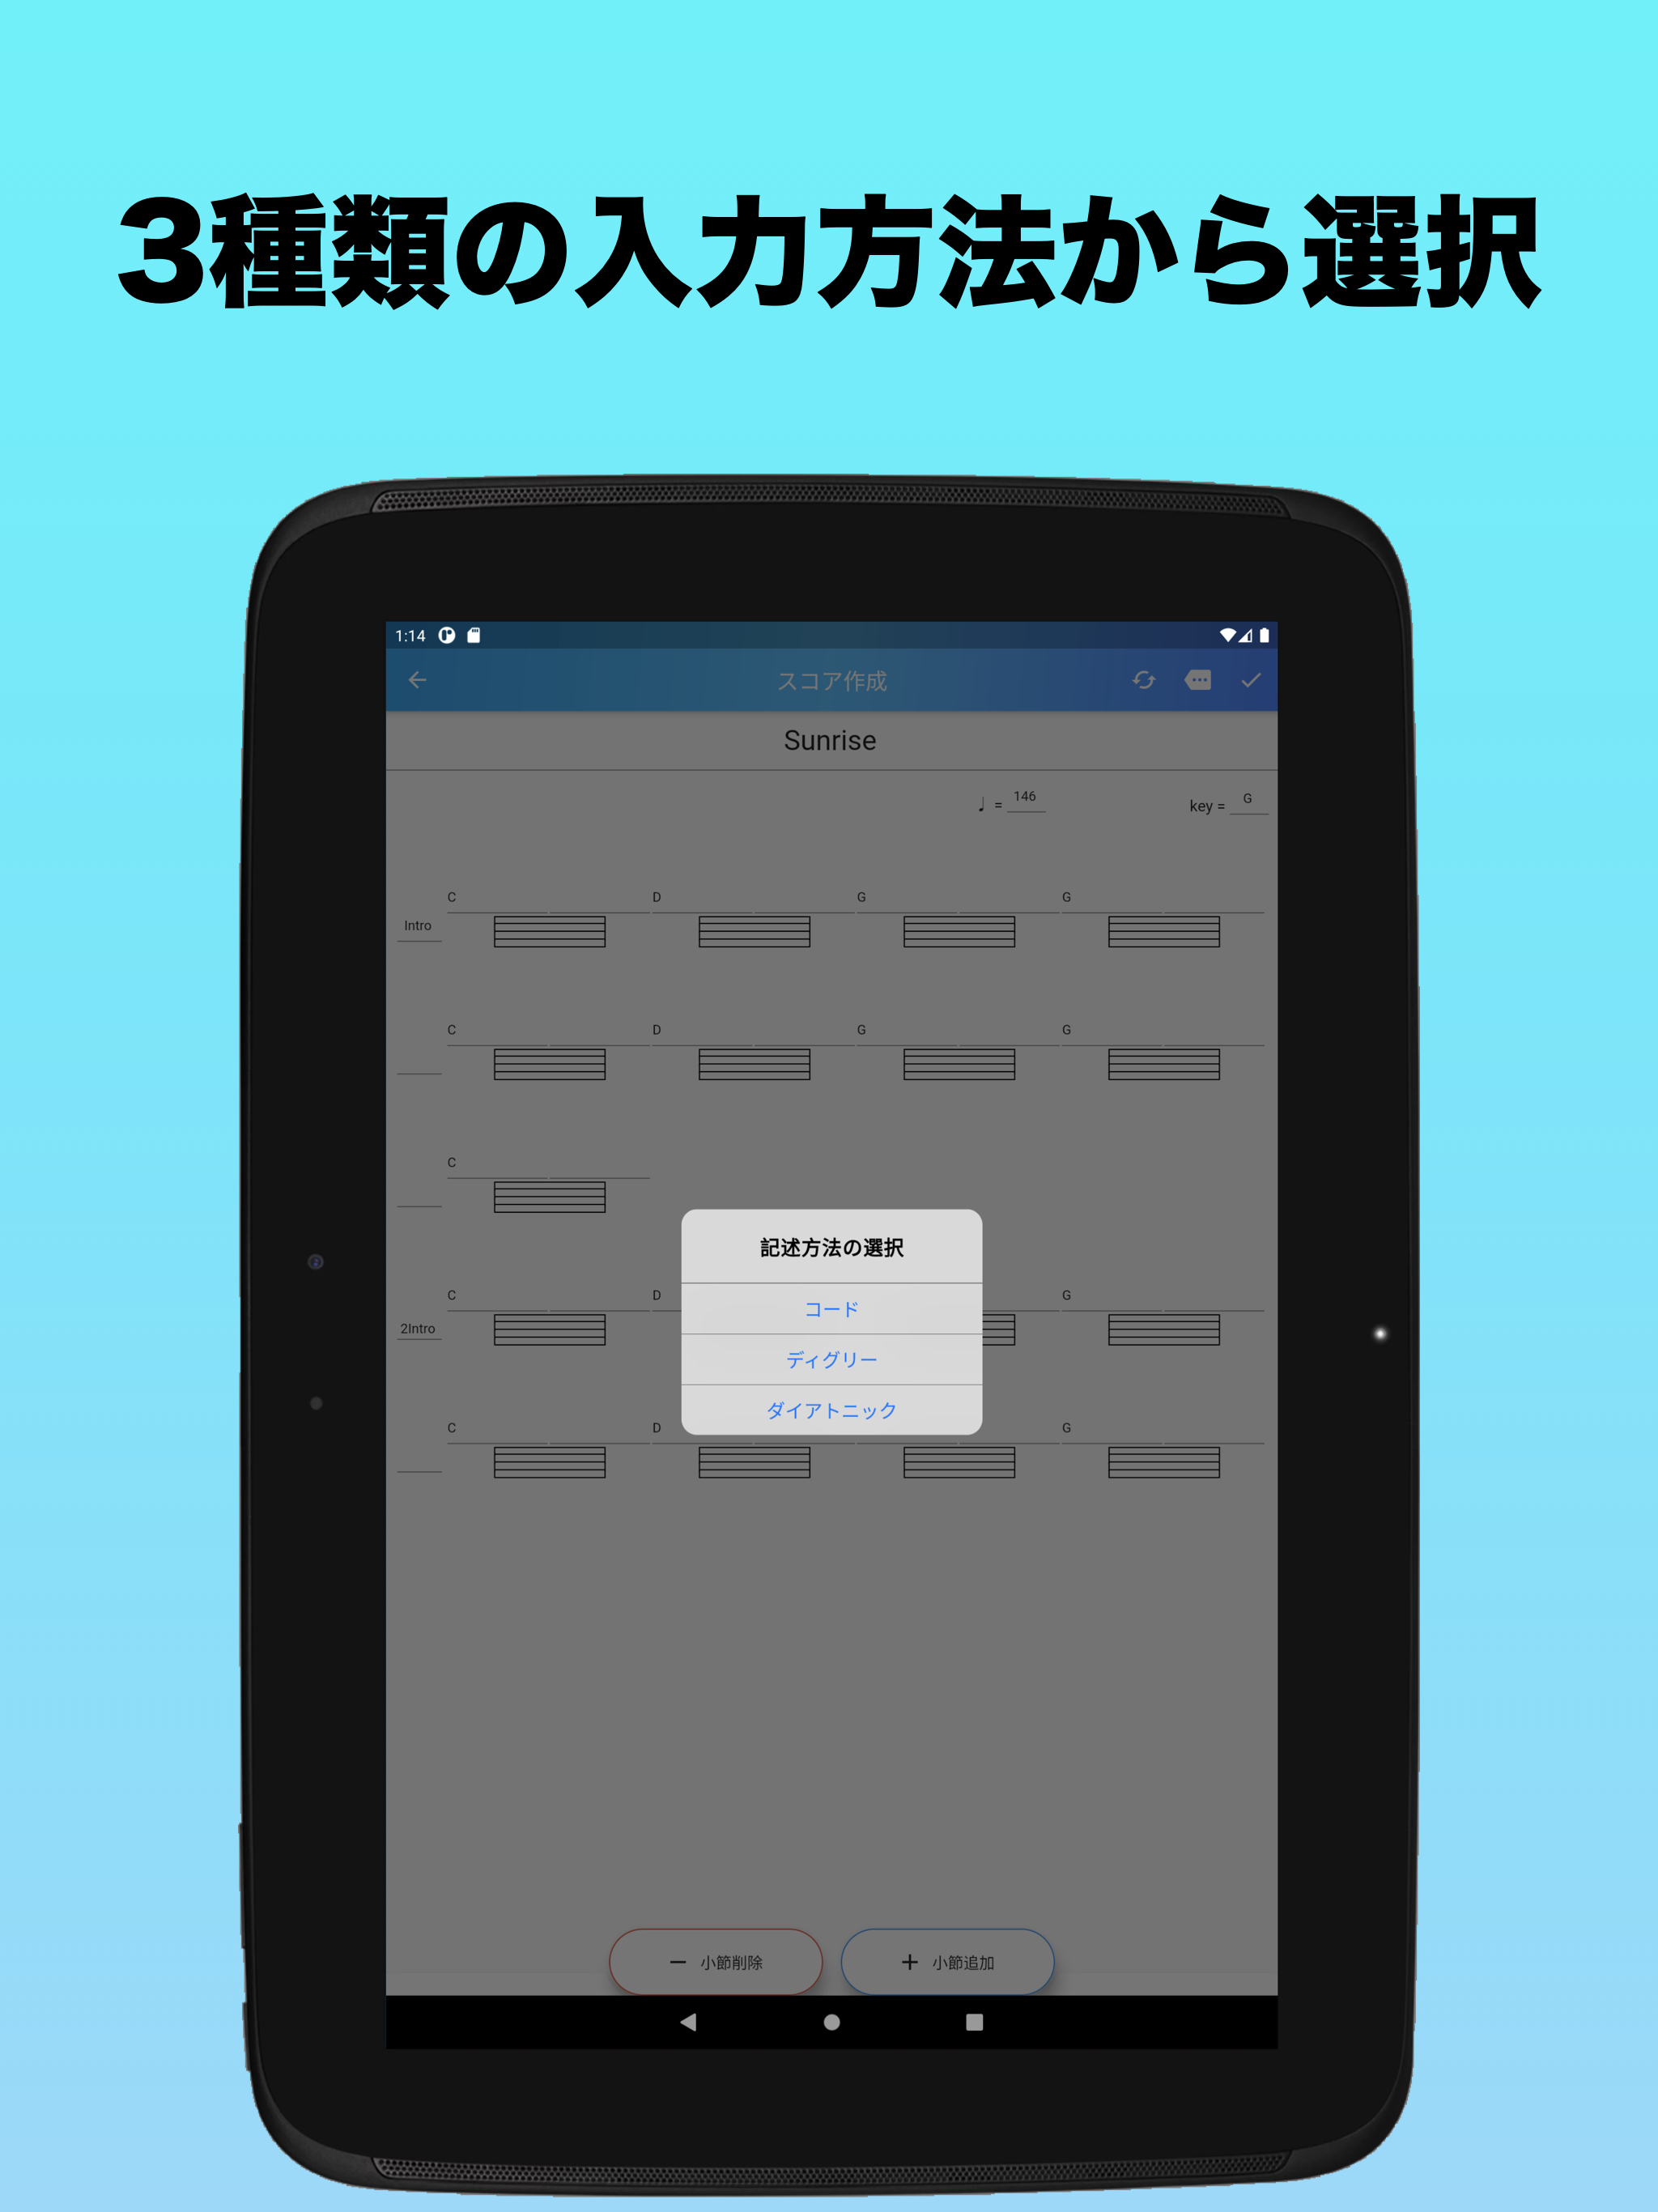 3種類の入力方法から選択
1:14
スコア作成
Sunrise
♩ = 146 key = G
C D G G
Intro
C D G G
C
記述方法の選択
コード
ディグリー
ダイアトニック
C D G
2Intro
C D G
− 小節削除 + 小節追加